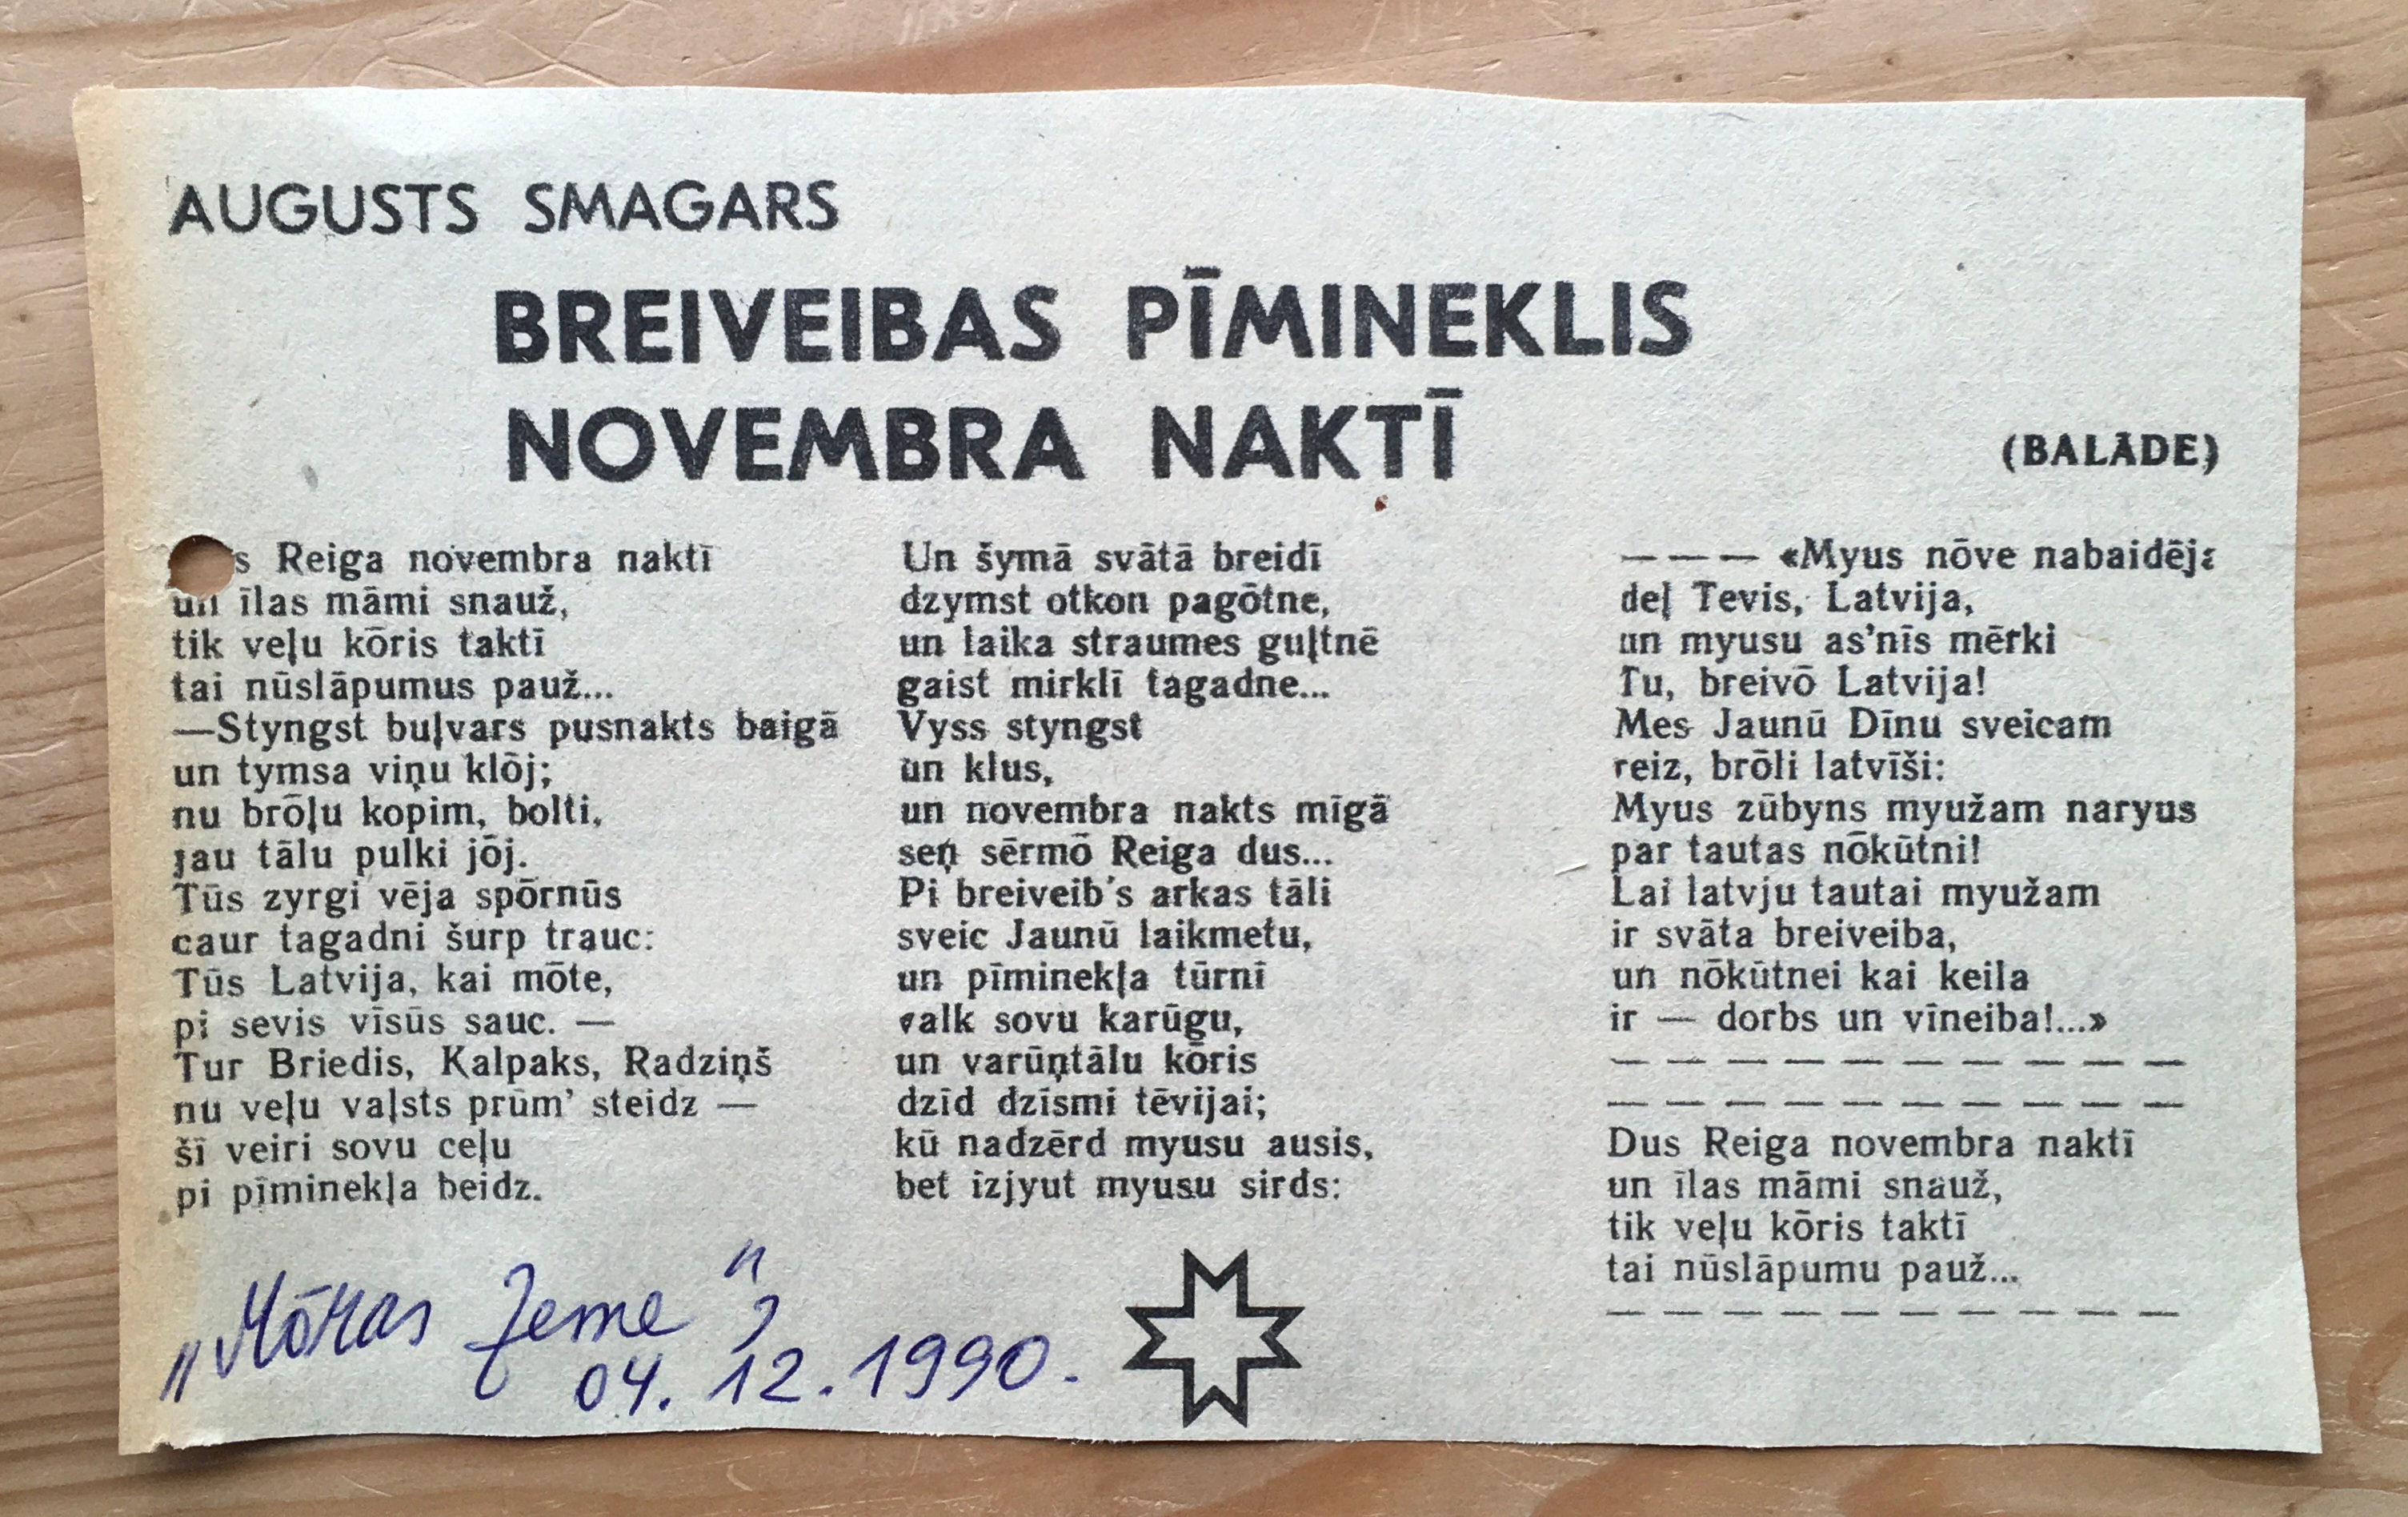 AUGUSTS SMAGARS
BREIVEIBAS PĪMINEKLIS
NOVEMBRA NAKTĪ
(BALĀDE)
Reiga novembra naktī
un īlas māmi snauž,
tik veļu kōris taktī
tai nūslāpumus pauž...
—Styngst buļvars pusnakts baigā
un tymsa viņu klōj;
nu brōļu kopim, bolti,
jau tālu pulki jōj.
Tūs zyrgi vēja spōrnūs
caur tagadni šurp trauc:
Tūs Latvija, kai mōte,
pi sevis vīsūs sauc. —
Tur Briedis, Kalpaks, Radziņš
nu veļu vaļsts prūm' steidz —
šī veiri sovu ceļu
pi pīminekļa beidz.
Un šymā svātā breidī
dzymst otkon pagōtne,
un laika straumes guļtnē
gaist mirklī tagadne...
Vyss styngst
un klus,
un novembra nakts mīgā
seņ sērmō Reiga dus...
Pi breiveib's arkas tāli
sveic Jaunū laikmetu,
un pīminekļa tūrnī
valk sovu karūgu,
un varūņtālu kōris
dzīd dzīsmi tēvijai;
kū nadzērd myusu ausis,
bet izjyut myusu sirds:
— — — «Myus nōve nabaidēja
deļ Tevis, Latvija,
un myusu as'nīs mērki
Tu, breivō Latvija!
Mes Jaunū Dīnu sveicam
reiz, brōli latvīši:
Myus zūbyns myužam naryus
par tautas nōkūtni!
Lai latvju tautai myužam
ir svāta breiveiba,
un nōkūtnei kai keila
ir — dorbs un vīneiba!...»
— — — — — — — — — —
— — — — — — — — — —
Dus Reiga novembra naktī
un īlas māmi snauž,
tik veļu kōris taktī
tai nūslāpumu pauž...
— — — — — — — — — —
„Mōras Zeme",
04. 12. 1990.